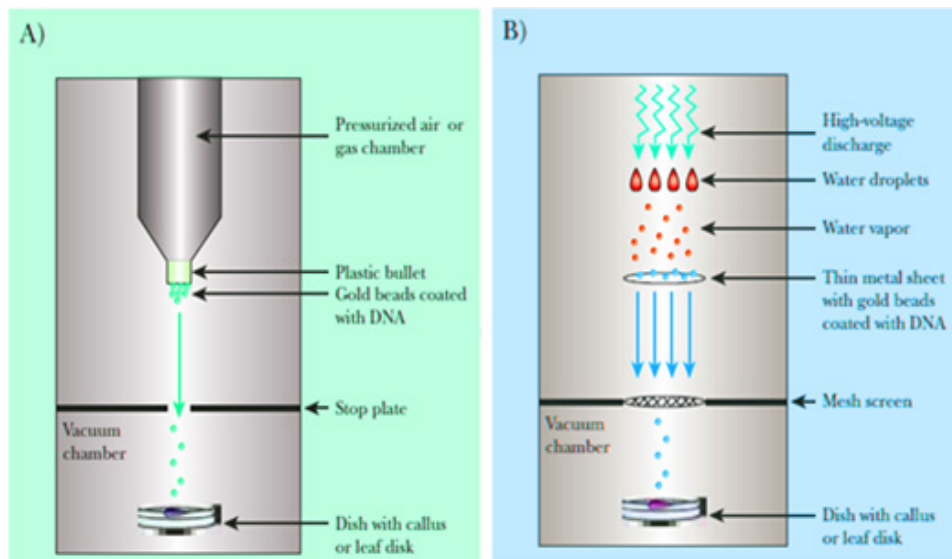 A)
Pressurized air or
gas chamber
Plastic bullet
Gold beads coated
with DNA
Stop plate
Vacuum
chamber
Dish with callus
or leaf disk
B)
High-voltage
discharge
Water droplets
Water vapor
Thin metal sheet
with gold beads
coated with DNA
Mesh screen
Vacuum
chamber
Dish with callus
or leaf disk